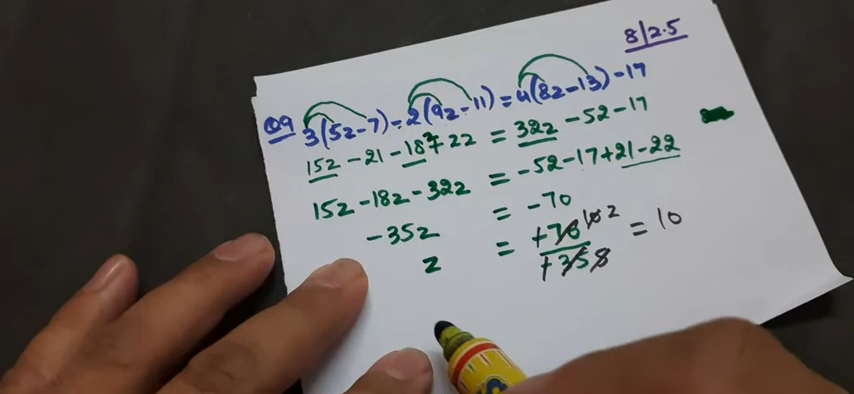 8/2.5
Q9 3(5z-7)-2(9z-11)=4(8z-13)-17
15z-21-18z+22 = 32z-52-17
15z-18z-32z = -52-17+21-22
-35z = -70
z = +70/+35 = 10